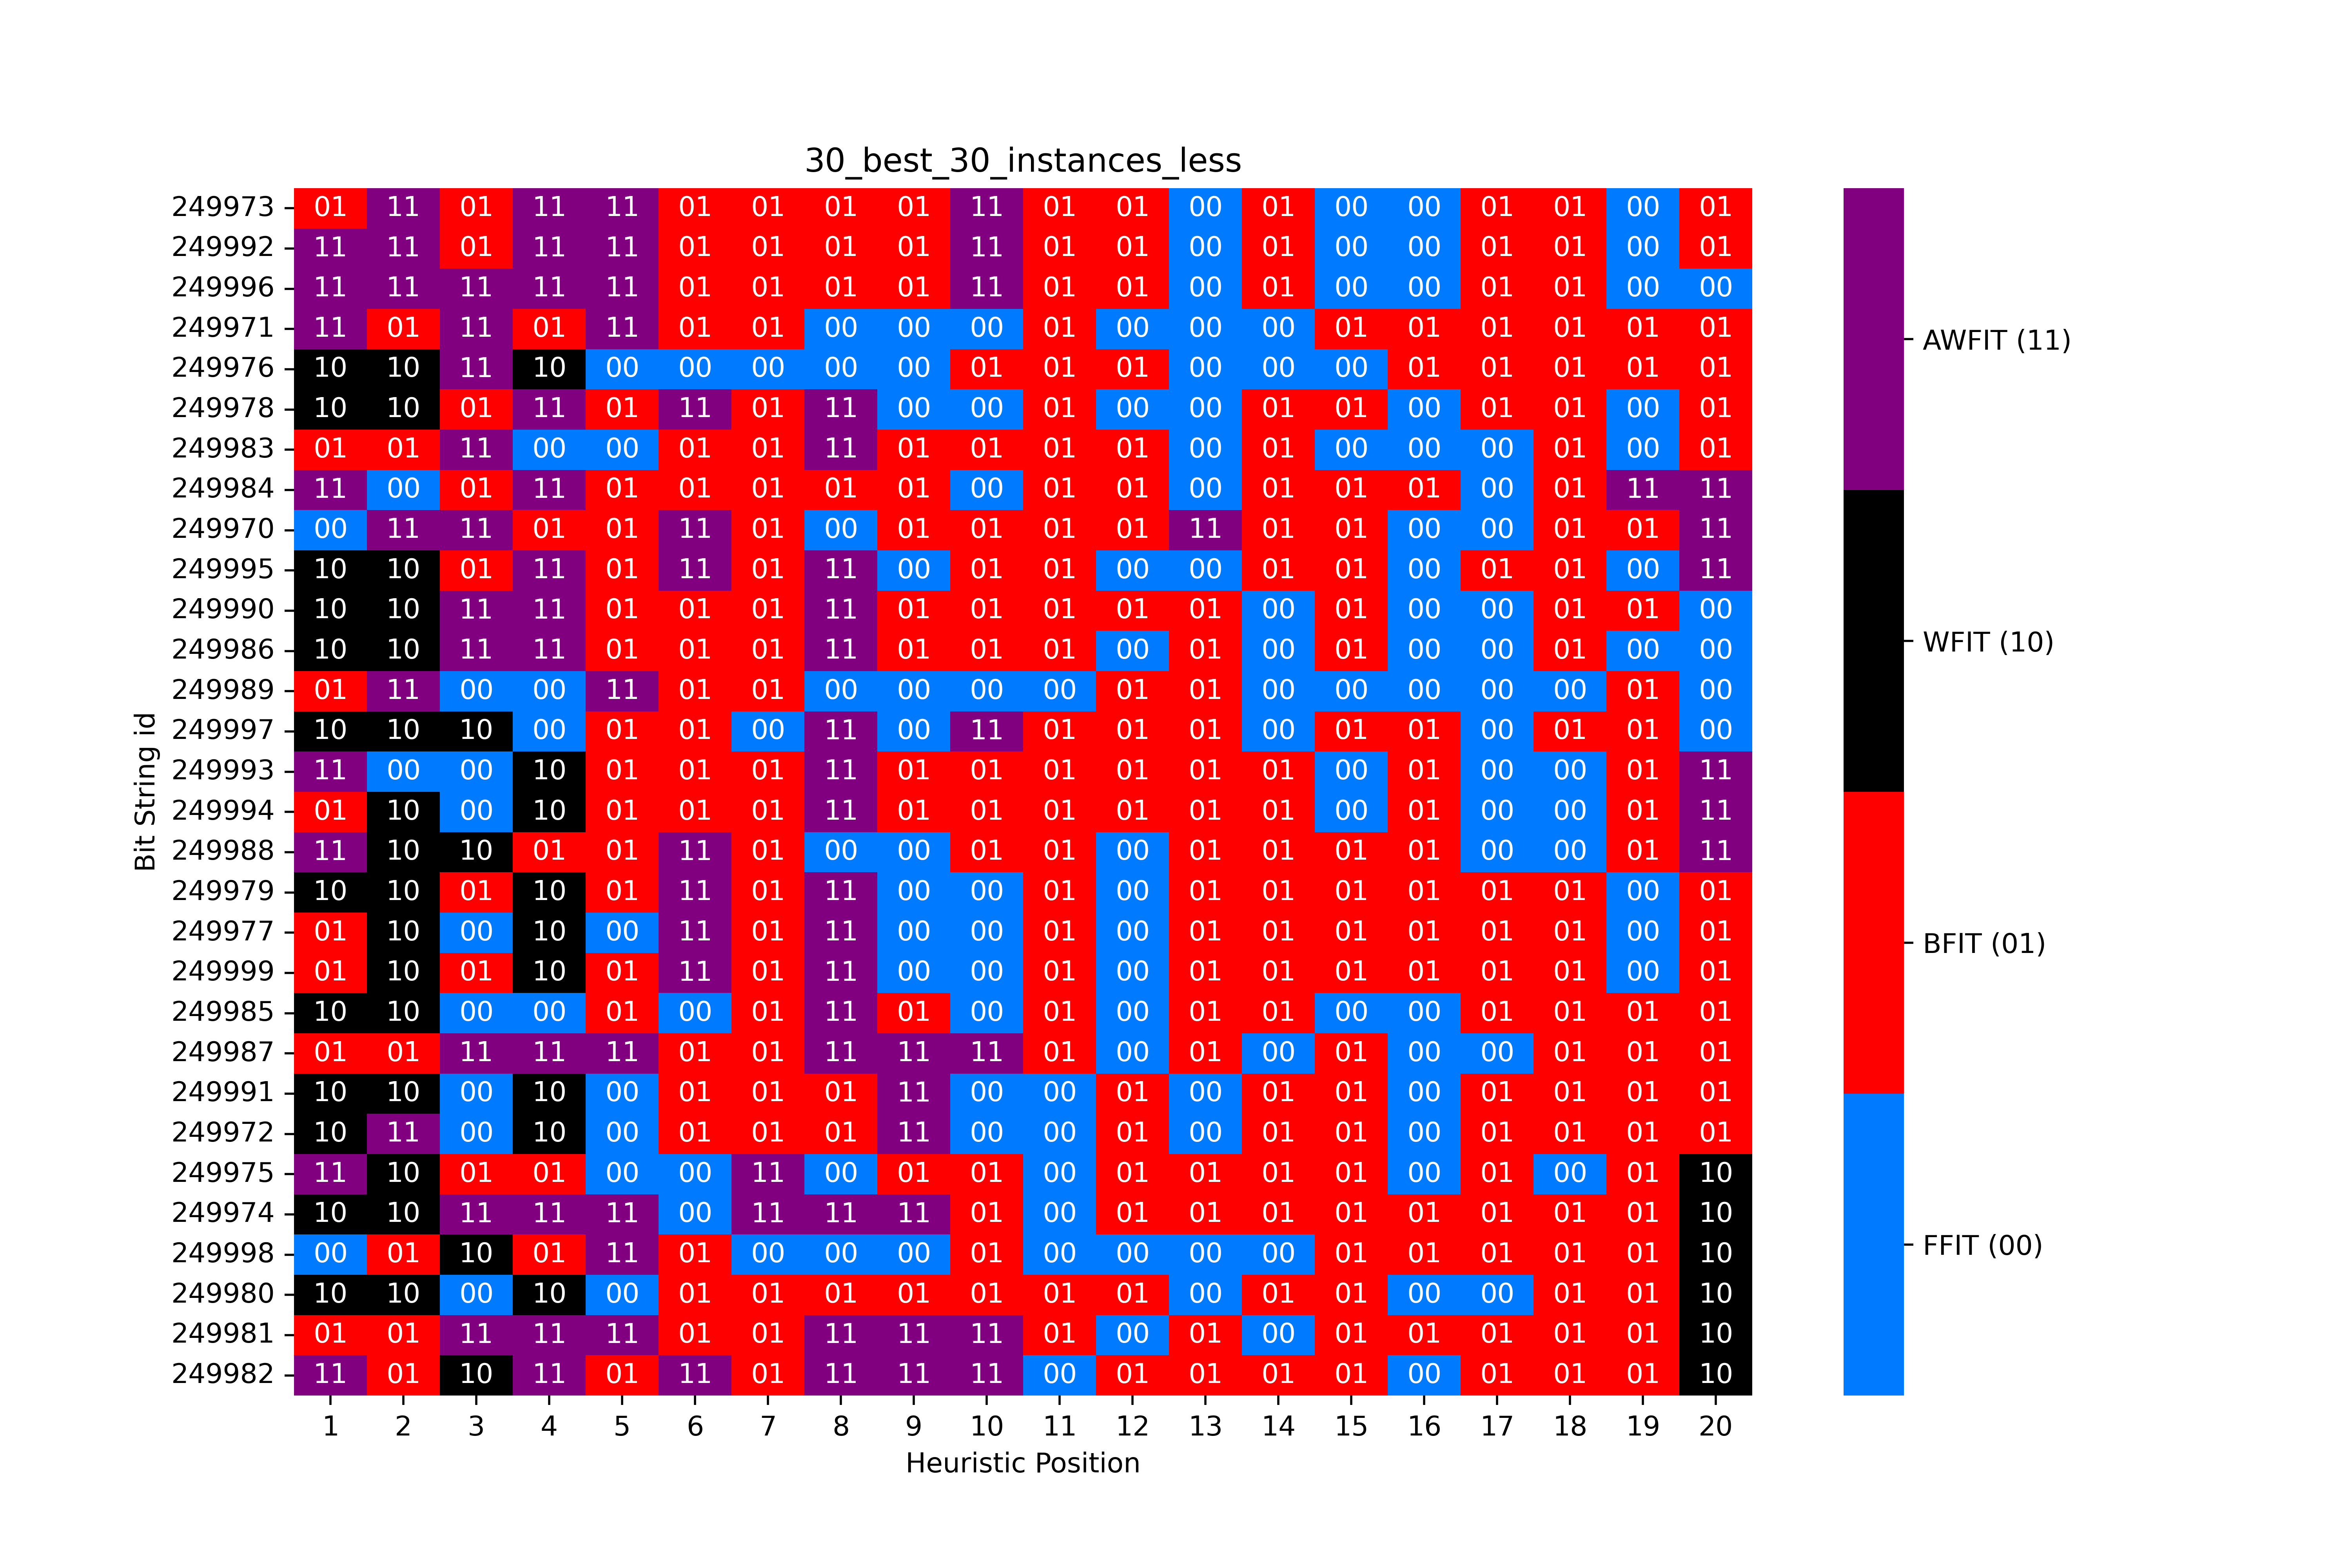 30_best_30_instances_less
249973 01 11 01 11 11 01 01 01 01 11 01 01 00 01 00 00 01 01 00 01
249992 11 11 01 11 11 01 01 01 01 11 01 01 00 01 00 00 01 01 00 01
249996 11 11 11 11 11 01 01 01 01 11 01 01 00 01 00 00 01 01 00 00
249971 11 01 11 01 11 01 01 00 00 00 01 00 00 00 01 01 01 01 01 01
249976 10 10 11 10 00 00 00 00 00 01 01 01 00 00 00 01 01 01 01 01
249978 10 10 01 11 01 11 01 11 00 00 01 00 00 01 01 00 01 01 00 01
249983 01 01 11 00 00 01 01 11 01 01 01 01 00 01 00 00 00 01 00 01
249984 11 00 01 11 01 01 01 01 01 00 01 01 00 01 01 01 00 01 11 11
249970 00 11 11 01 01 11 01 00 01 01 01 01 11 01 01 00 00 01 01 11
249995 10 10 01 11 01 11 01 11 00 01 01 00 00 01 01 00 01 01 00 11
249990 10 10 11 11 01 01 01 11 01 01 01 01 01 00 01 00 00 01 01 00
249986 10 10 11 11 01 01 01 11 01 01 01 00 01 00 01 00 00 01 00 00
249989 01 11 00 00 11 01 01 00 00 00 00 01 01 00 00 00 00 00 01 00
249997 10 10 10 00 01 01 00 11 00 11 01 01 01 00 01 01 00 01 01 00
249993 11 00 00 10 01 01 01 11 01 01 01 01 01 01 00 01 00 00 01 11
249994 01 10 00 10 01 01 01 11 01 01 01 01 01 01 00 01 00 00 01 11
249988 11 10 10 01 01 11 01 00 00 01 01 00 01 01 01 01 00 00 01 11
249979 10 10 01 10 01 11 01 11 00 00 01 00 01 01 01 01 01 01 00 01
249977 01 10 00 10 00 11 01 11 00 00 01 00 01 01 01 01 01 01 00 01
249999 01 10 01 10 01 11 01 11 00 00 01 00 01 01 01 01 01 01 00 01
249985 10 10 00 00 01 00 01 11 01 00 01 00 01 01 00 00 01 01 01 01
249987 01 01 11 11 11 01 01 11 11 11 01 00 01 00 01 00 00 01 01 01
249991 10 10 00 10 00 01 01 01 11 00 00 01 00 01 01 00 01 01 01 01
249972 10 11 00 10 00 01 01 01 11 00 00 01 00 01 01 00 01 01 01 01
249975 11 10 01 01 00 00 11 00 01 01 00 01 01 01 01 00 01 00 01 10
249974 10 10 11 11 11 00 11 11 11 01 00 01 01 01 01 01 01 01 01 10
249998 00 01 10 01 11 01 00 00 00 01 00 00 00 00 01 01 01 01 01 10
249980 10 10 00 10 00 01 01 01 01 01 01 01 00 01 01 00 00 01 01 10
249981 01 01 11 11 11 01 01 11 11 11 01 00 01 00 01 01 01 01 01 10
249982 11 01 10 11 01 11 01 11 11 11 00 01 01 01 01 00 01 01 01 10
1 2 3 4 5 6 7 8 9 10 11 12 13 14 15 16 17 18 19 20
Heuristic Position
Bit String id
AWFIT (11)
WFIT (10)
BFIT (01)
FFIT (00)